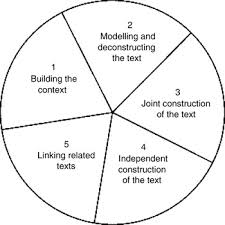 1
Building the
context
2
Modelling and
deconstructing
the text
3
Joint construction
of the text
4
Independent
construction
of the text
5
Linking related
texts